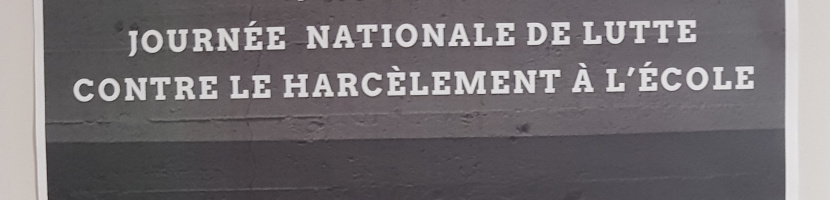 JOURNÉE NATIONALE DE LUTTE
CONTRE LE HARCÈLEMENT À L'ÉCOLE